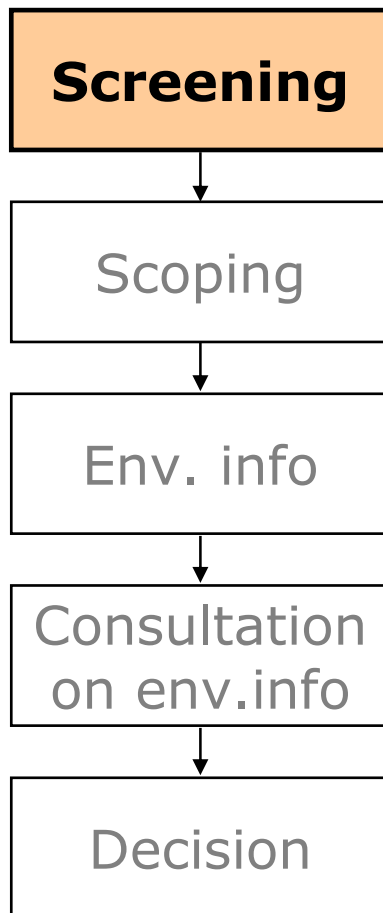 Screening
Scoping
Env. info
Consultation
on env.info
Decision